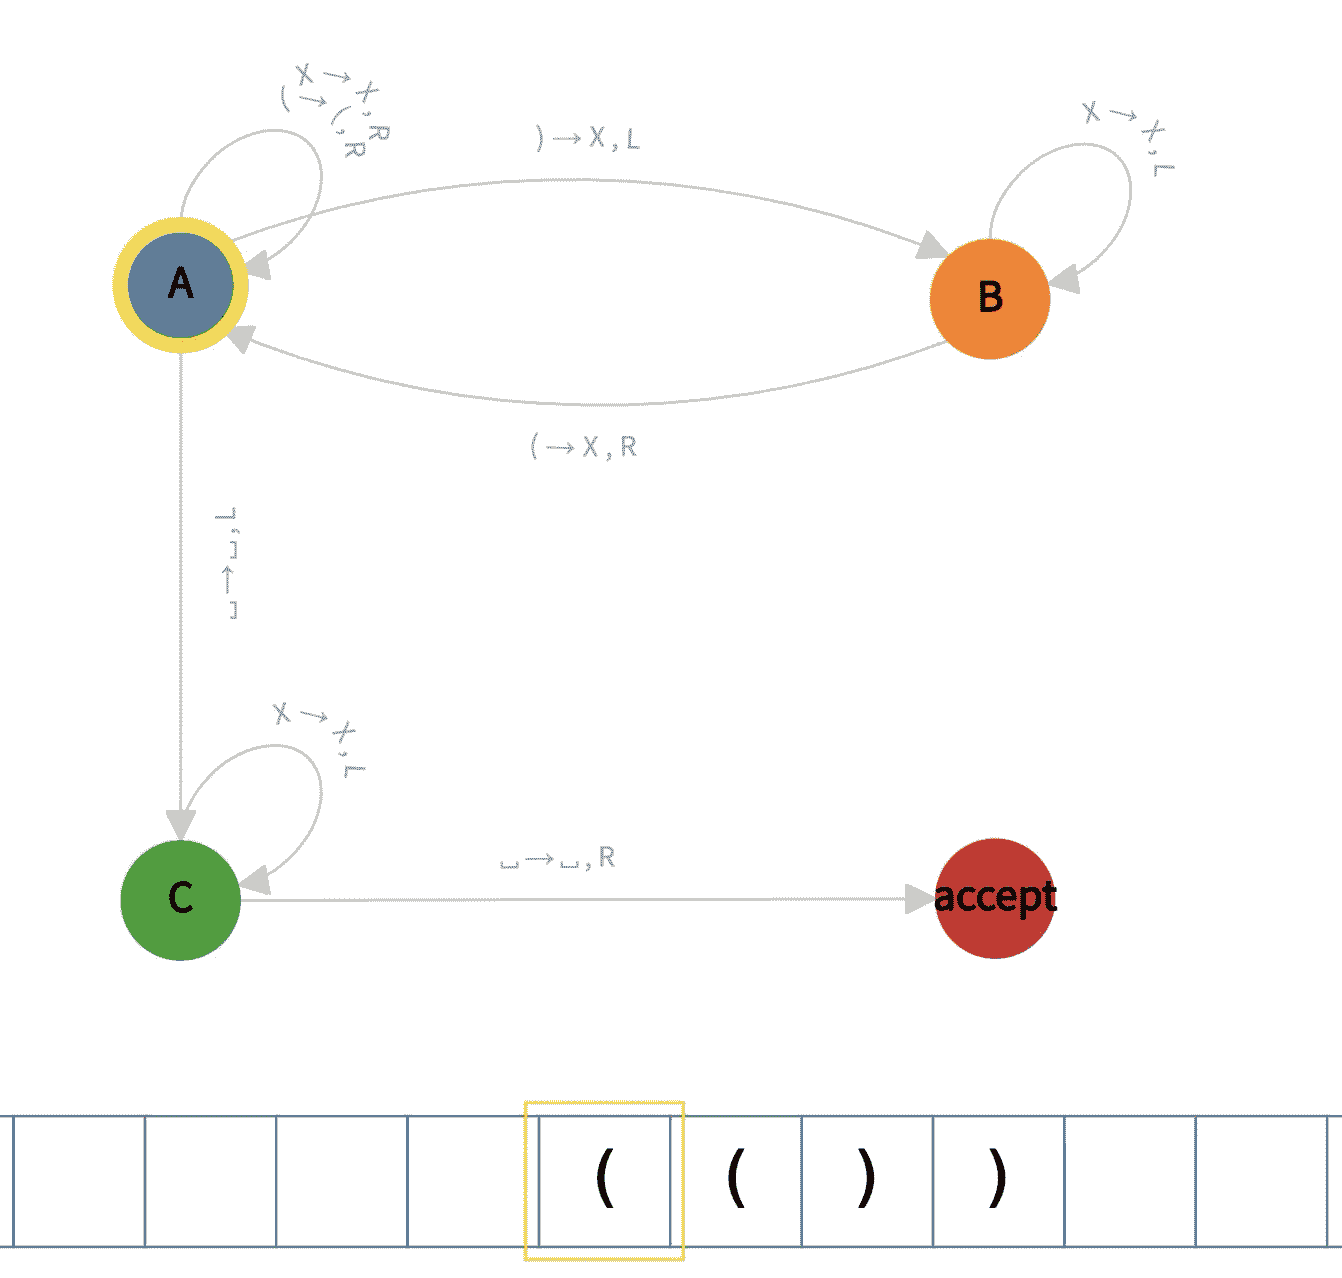 X→X,R
(→(,R
)→X,L
X→X,L
A
B
(→X,R
␣→␣,L
X→X,L
␣→␣,R
C
accept
( ( ) )